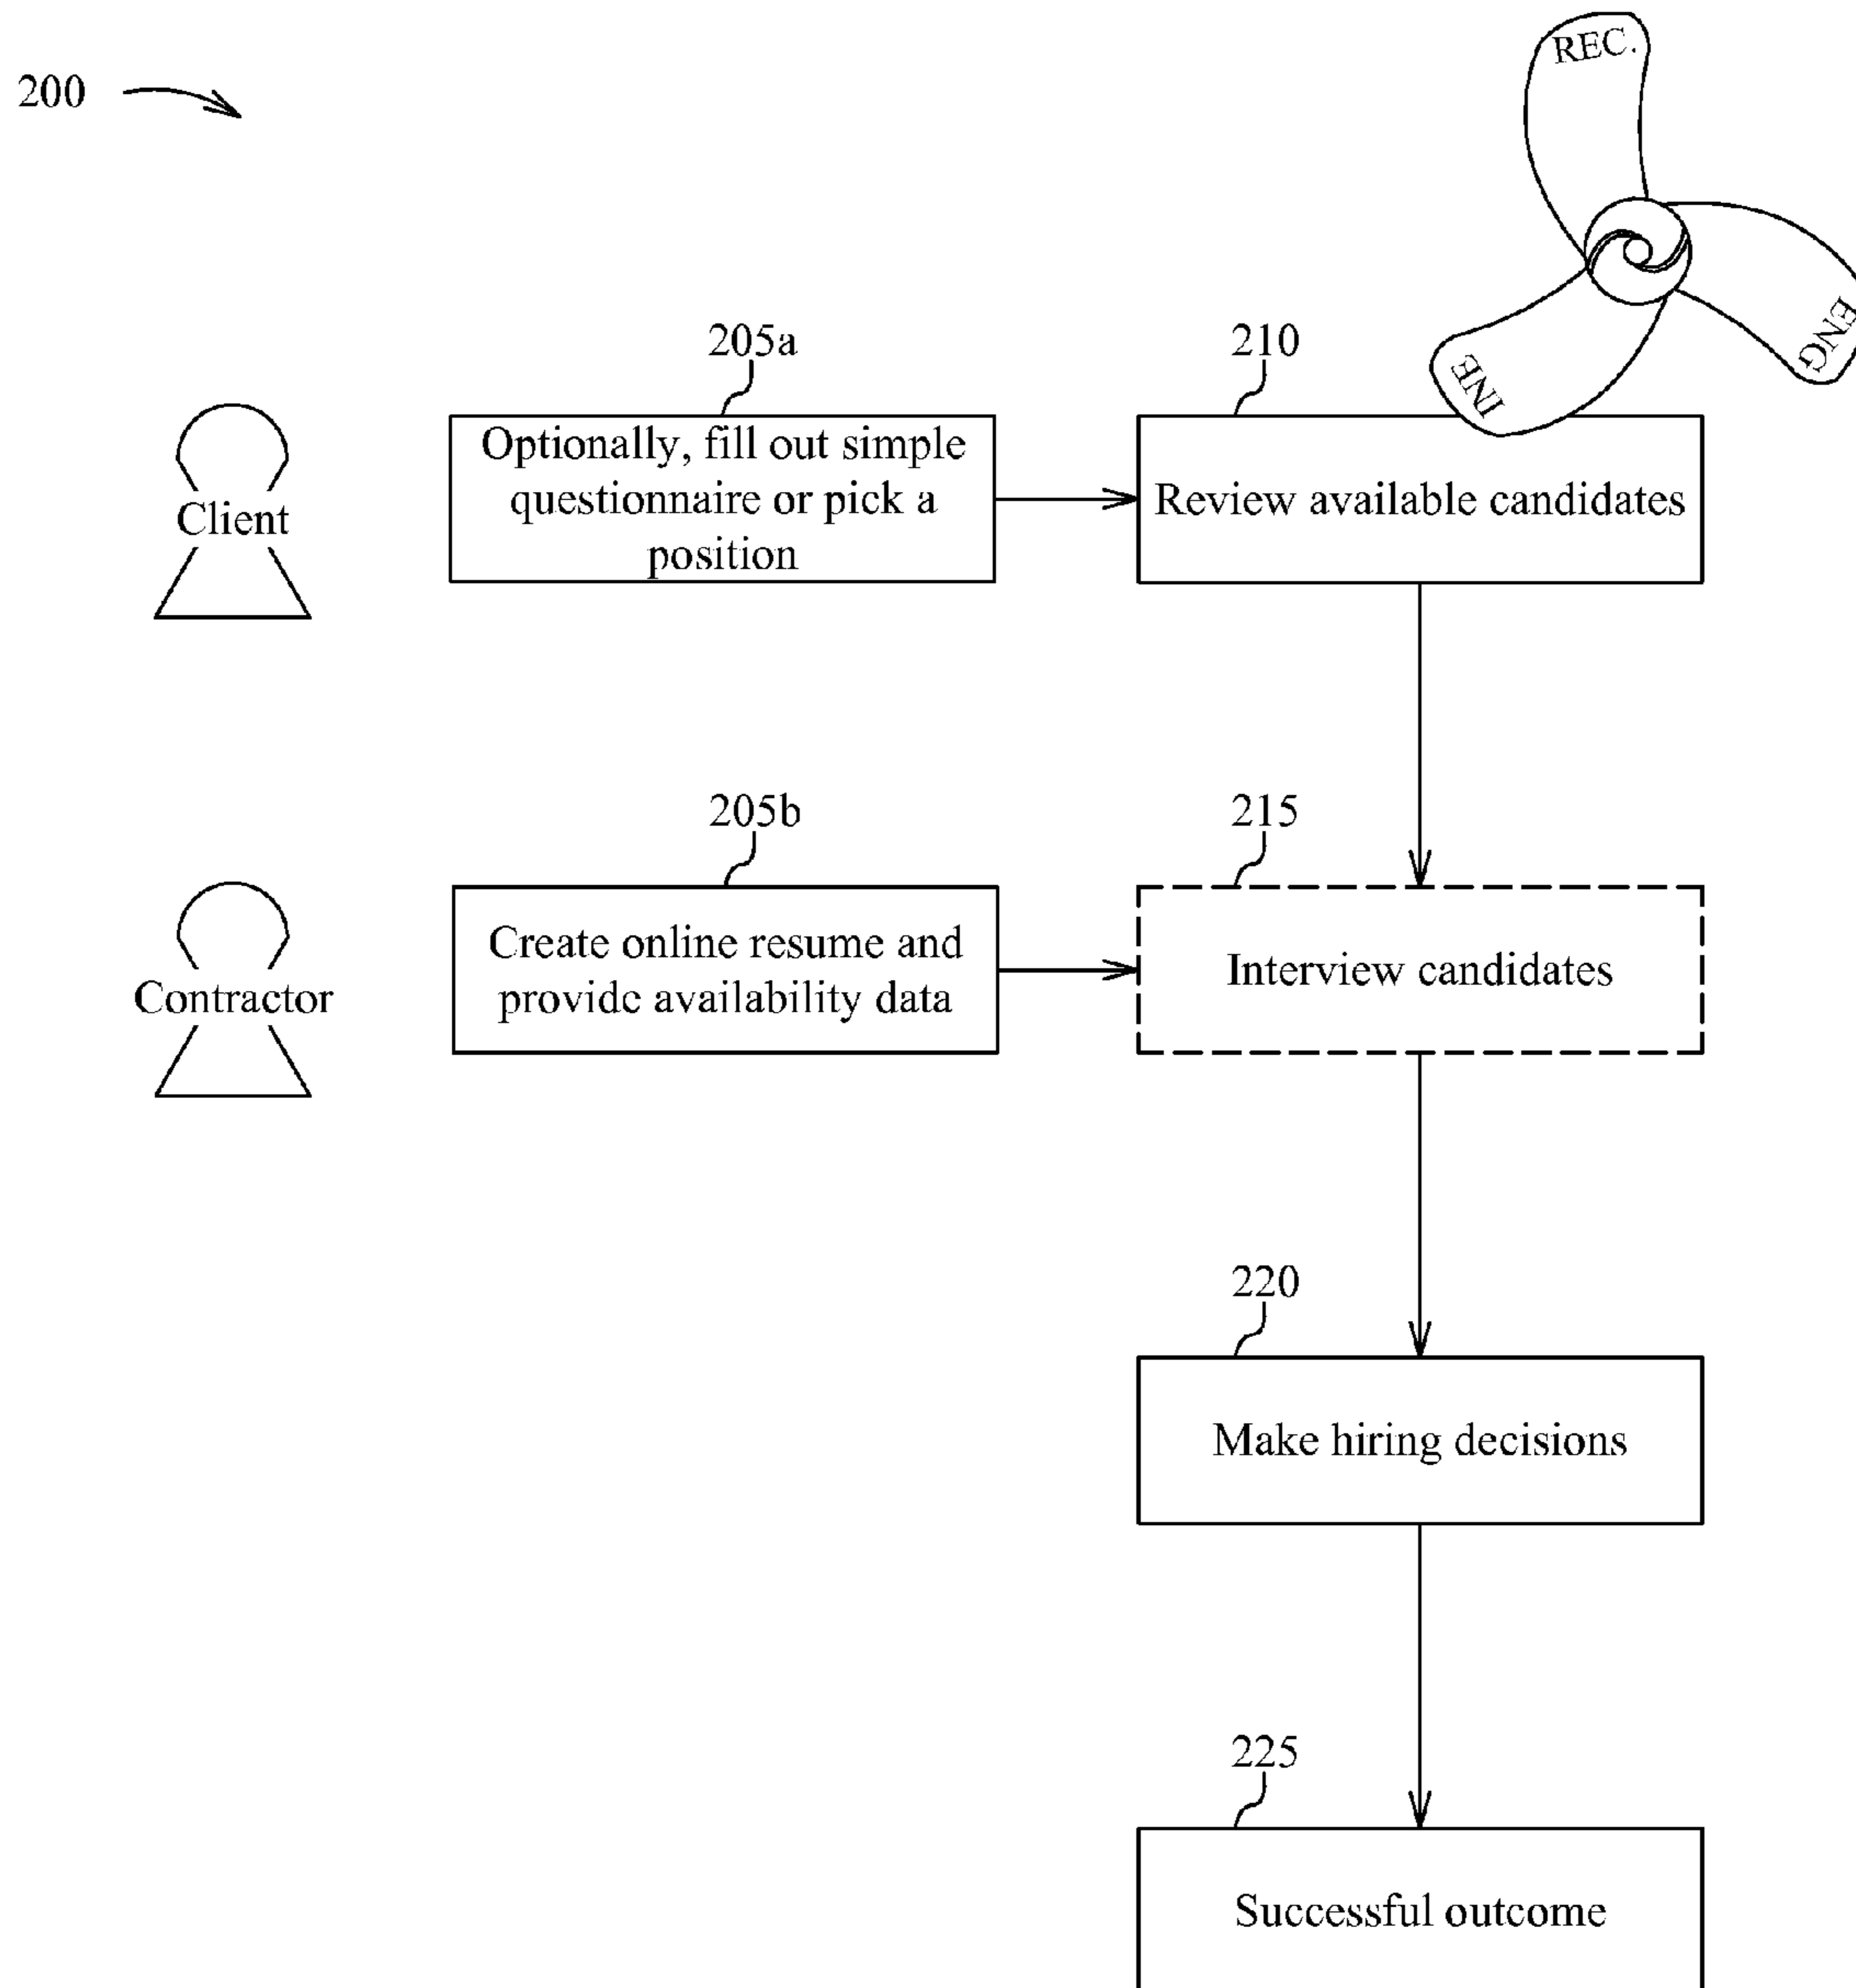 200
REC.
ENG
INE
205a
210
Client
Optionally, fill out simple
questionnaire or pick a
position
Review available candidates
205b
215
Contractor
Create online resume and
provide availability data
Interview candidates
220
Make hiring decisions
225
Successful outcome